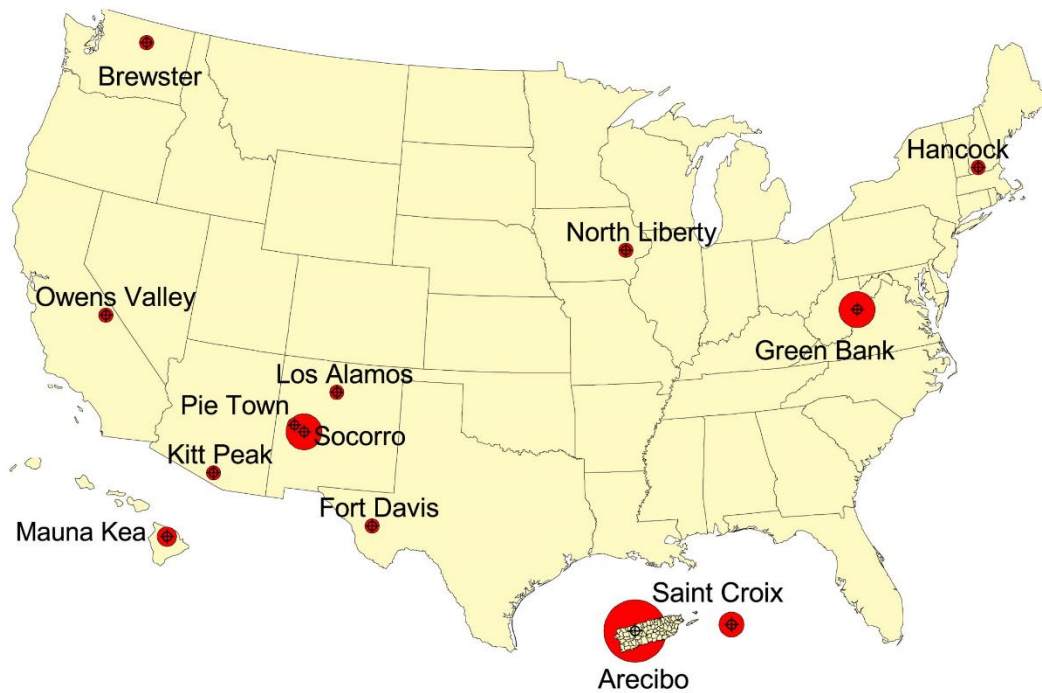 Brewster
Hancock
North Liberty
Owens Valley
Green Bank
Los Alamos
Pie Town
Socorro
Kitt Peak
Fort Davis
Mauna Kea
Saint Croix
Arecibo